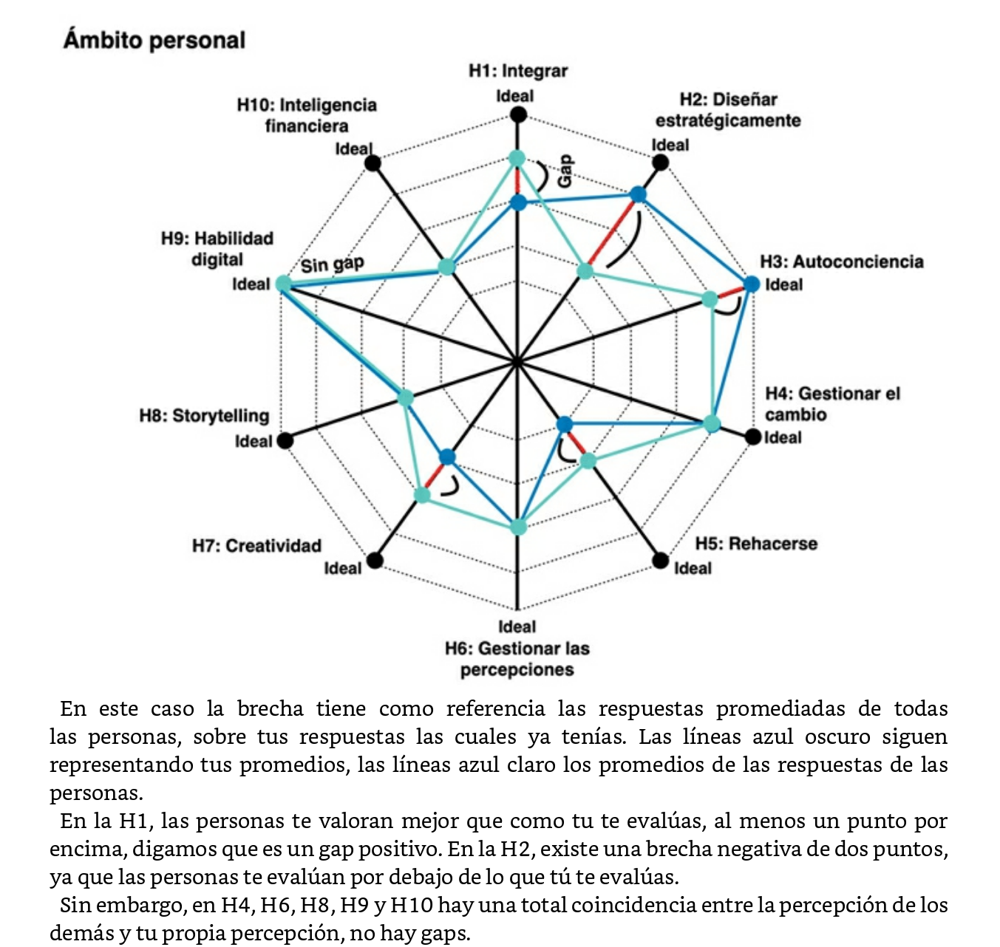 Ámbito personal
H1: Integrar
Ideal
H2: Diseñar
estratégicamente
Ideal
H10: Inteligencia
financiera
Ideal
Gap
H9: Habilidad
digital
Ideal
Sin gap
H3: Autoconciencia
Ideal
H4: Gestionar el
cambio
Ideal
H8: Storytelling
Ideal
H7: Creatividad
Ideal
H5: Rehacerse
Ideal
Ideal
H6: Gestionar las
percepciones
En este caso la brecha tiene como referencia las respuestas promediadas de todas
las personas, sobre tus respuestas las cuales ya tenías. Las líneas azul oscuro siguen
representando tus promedios, las líneas azul claro los promedios de las respuestas de las
personas.
En la H1, las personas te valoran mejor que como tu te evalúas, al menos un punto por
encima, digamos que es un gap positivo. En la H2, existe una brecha negativa de dos puntos,
ya que las personas te evalúan por debajo de lo que tú te evalúas.
Sin embargo, en H4, H6, H8, H9 y H10 hay una total coincidencia entre la percepción de los
demás y tu propia percepción, no hay gaps.